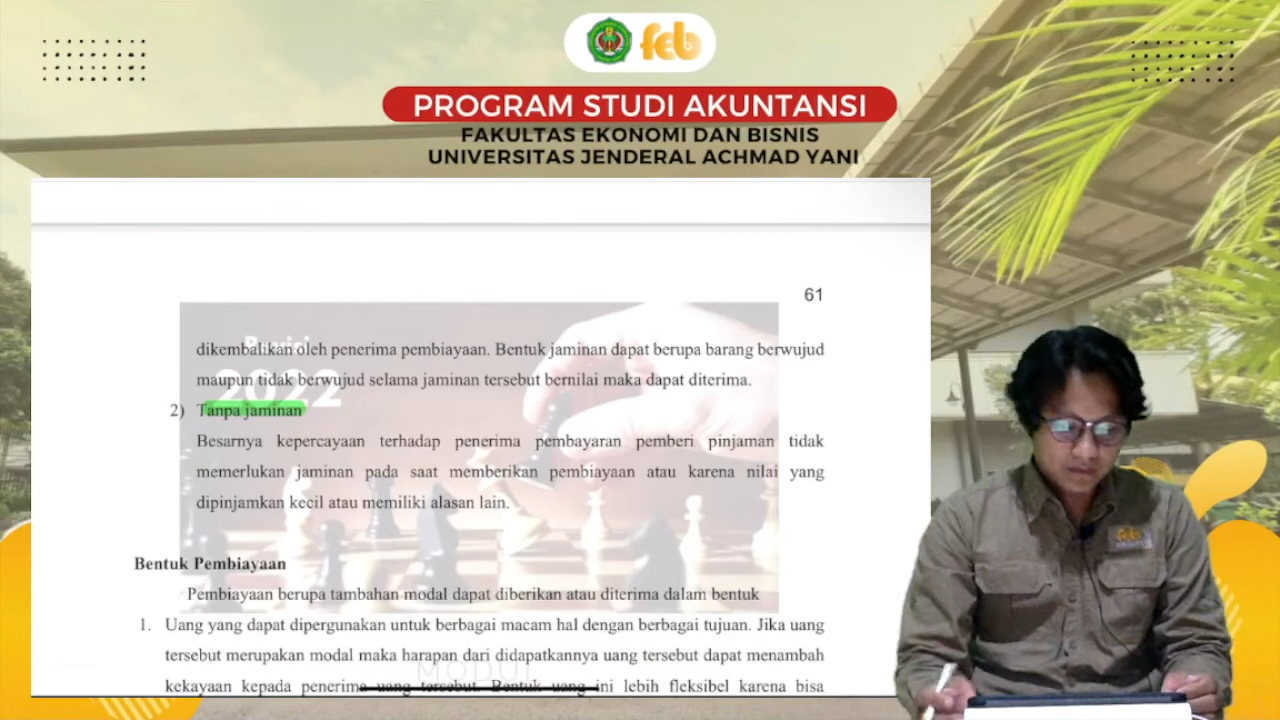 feb
PROGRAM STUDI AKUNTANSI
FAKULTAS EKONOMI DAN BISNIS
UNIVERSITAS JENDERAL ACHMAD YANI
61
dikembalikan oleh penerima pembiayaan. Bentuk jaminan dapat berupa barang berwujud
maupun tidak berwujud selama jaminan tersebut bernilai maka dapat diterima.
2022
2) Tanpa jaminan
Besarnya kepercayaan terhadap penerima pembayaran pemberi pinjaman tidak
memerlukan jaminan pada saat memberikan pembiayaan atau karena nilai yang
dipinjamkan kecil atau memiliki alasan lain.
Bentuk Pembiayaan
Pembiayaan berupa tambahan modal dapat diberikan atau diterima dalam bentuk
1. Uang yang dapat dipergunakan untuk berbagai macam hal dengan berbagai tujuan. Jika uang
tersebut merupakan modal maka harapan dari didapatkannya uang tersebut dapat menambah
MODUL
kekayaan kepada penerima uang tersebut. Bentuk uang ini lebih fleksibel karena bisa
feb